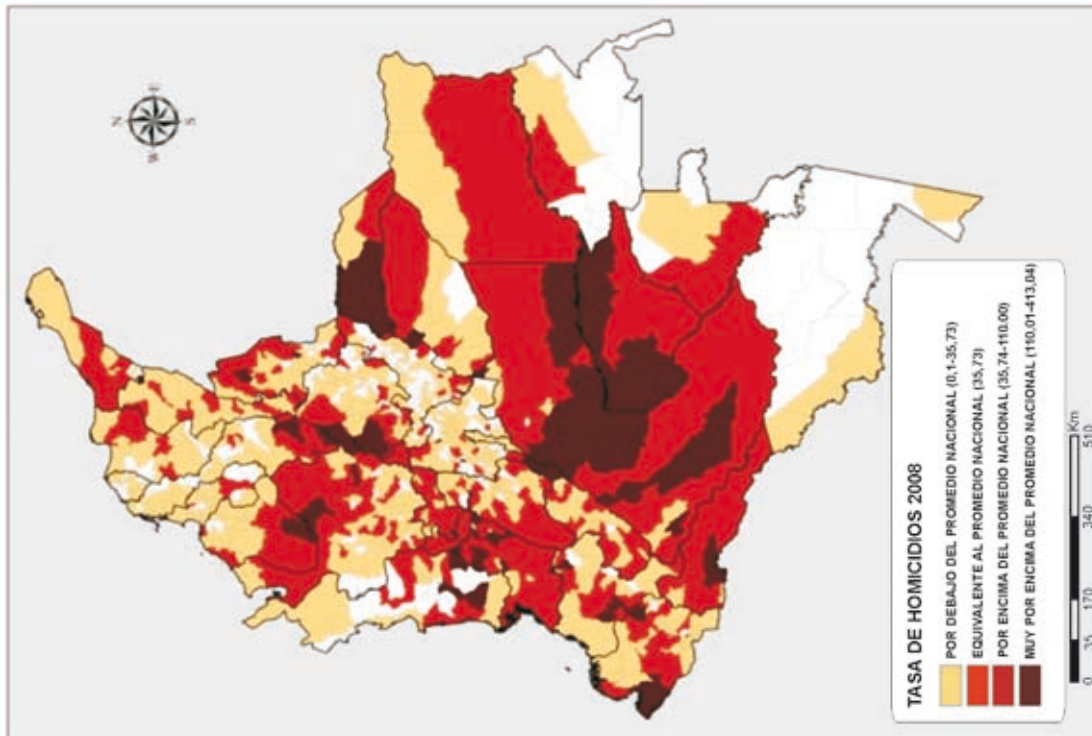 TASA DE HOMICIDIOS 2008
POR DEBAJO DEL PROMEDIO NACIONAL (0,1-35,73)
EQUIVALENTE AL PROMEDIO NACIONAL (35,73)
POR ENCIMA DEL PROMEDIO NACIONAL (35,74-110.00)
MUY POR ENCIMA DEL PROMEDIO NACIONAL (110,01-413,04)
0 35 170 340 510
Km
N
S